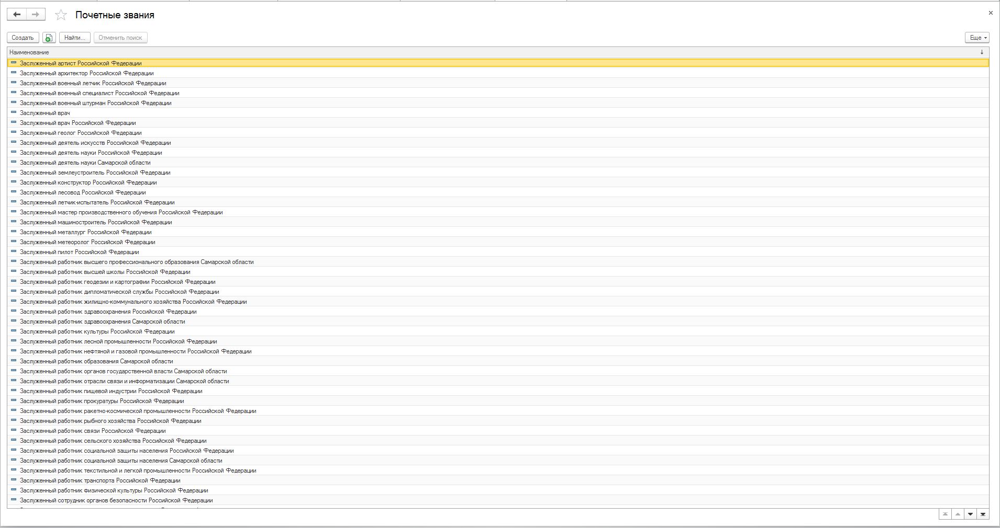 Почетные звания
Создать
Найти...
Отменить поиск
Еще
Наименование
Заслуженный артист Российской Федерации
Заслуженный архитектор Российской Федерации
Заслуженный военный летчик Российской Федерации
Заслуженный военный специалист Российской Федерации
Заслуженный военный штурман Российской Федерации
Заслуженный врач
Заслуженный врач Российской Федерации
Заслуженный геолог Российской Федерации
Заслуженный деятель искусств Российской Федерации
Заслуженный деятель науки Российской Федерации
Заслуженный деятель науки Самарской области
Заслуженный землеустроитель Российской Федерации
Заслуженный конструктор Российской Федерации
Заслуженный лесовод Российской Федерации
Заслуженный летчик-испытатель Российской Федерации
Заслуженный мастер производственного обучения Российской Федерации
Заслуженный машиностроитель Российской Федерации
Заслуженный металлург Российской Федерации
Заслуженный метеоролог Российской Федерации
Заслуженный пилот Российской Федерации
Заслуженный работник высшего профессионального образования Самарской области
Заслуженный работник высшей школы Российской Федерации
Заслуженный работник геодезии и картографии Российской Федерации
Заслуженный работник дипломатической службы Российской Федерации
Заслуженный работник жилищно-коммунального хозяйства Российской Федерации
Заслуженный работник здравоохранения Российской Федерации
Заслуженный работник здравоохранения Самарской области
Заслуженный работник культуры Российской Федерации
Заслуженный работник лесной промышленности Российской Федерации
Заслуженный работник нефтяной и газовой промышленности Российской Федерации
Заслуженный работник образования Самарской области
Заслуженный работник органов государственной власти Самарской области
Заслуженный работник отрасли связи и информатизации Самарской области
Заслуженный работник пищевой индустрии Российской Федерации
Заслуженный работник прокуратуры Российской Федерации
Заслуженный работник ракетно-космической промышленности Российской Федерации
Заслуженный работник рыбного хозяйства Российской Федерации
Заслуженный работник связи Российской Федерации
Заслуженный работник сельского хозяйства Российской Федерации
Заслуженный работник социальной защиты населения Российской Федерации
Заслуженный работник социальной защиты населения Самарской области
Заслуженный работник текстильной и легкой промышленности Российской Федерации
Заслуженный работник транспорта Российской Федерации
Заслуженный работник физической культуры Российской Федерации
Заслуженный сотрудник органов безопасности Российской Федерации